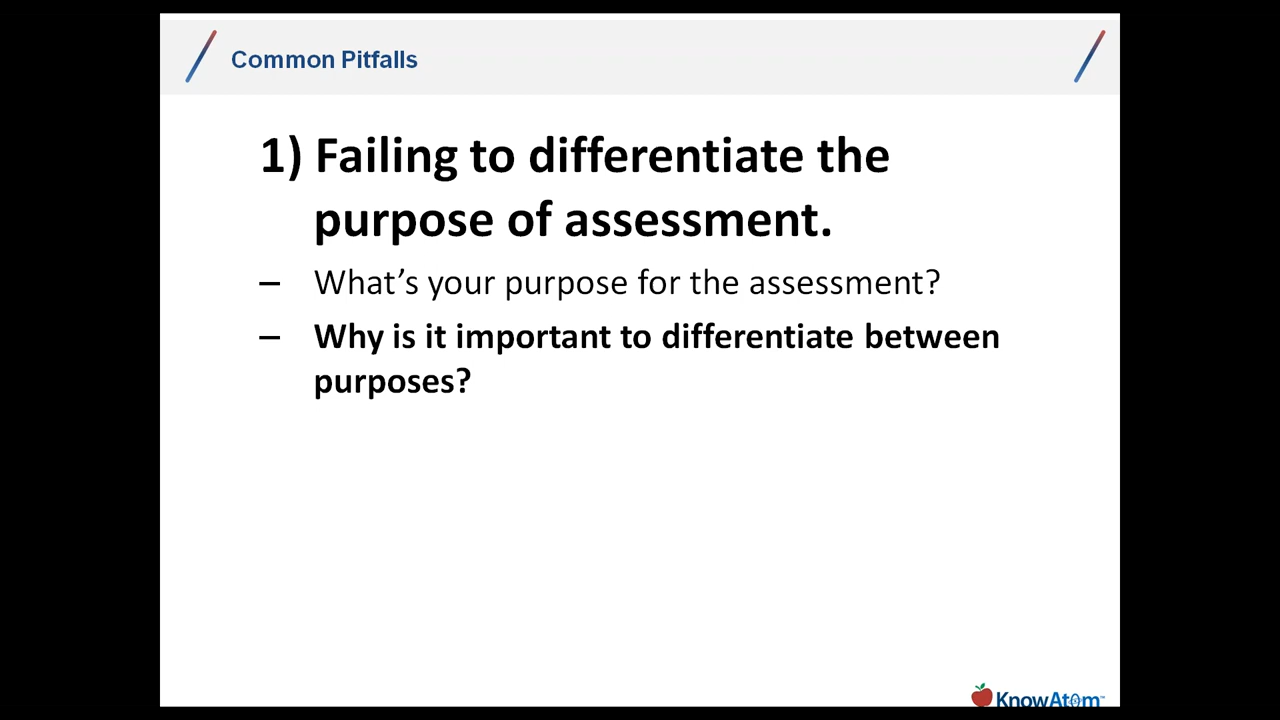 Common Pitfalls
1) Failing to differentiate the
purpose of assessment.
– What’s your purpose for the assessment?
– Why is it important to differentiate between
purposes?
KnowAtom™